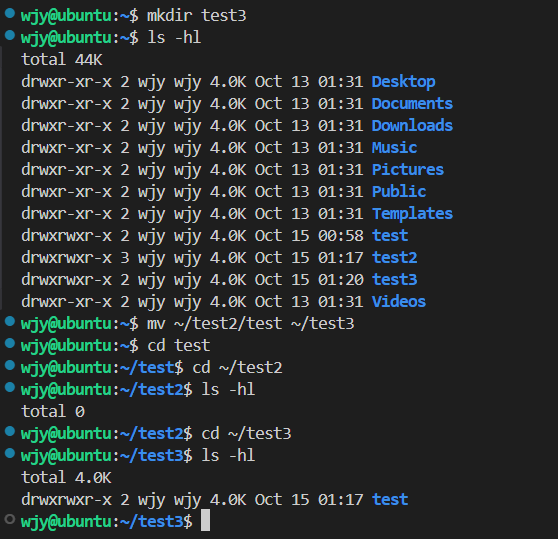 wjy@ubuntu:~$ mkdir test3
wjy@ubuntu:~$ ls -hl
total 44K
drwxr-xr-x 2 wjy wjy 4.0K Oct 13 01:31 Desktop
drwxr-xr-x 2 wjy wjy 4.0K Oct 13 01:31 Documents
drwxr-xr-x 2 wjy wjy 4.0K Oct 13 01:31 Downloads
drwxr-xr-x 2 wjy wjy 4.0K Oct 13 01:31 Music
drwxr-xr-x 2 wjy wjy 4.0K Oct 13 01:31 Pictures
drwxr-xr-x 2 wjy wjy 4.0K Oct 13 01:31 Public
drwxr-xr-x 2 wjy wjy 4.0K Oct 13 01:31 Templates
drwxrwxr-x 2 wjy wjy 4.0K Oct 15 00:58 test
drwxrwxr-x 3 wjy wjy 4.0K Oct 15 01:17 test2
drwxrwxr-x 2 wjy wjy 4.0K Oct 15 01:20 test3
drwxr-xr-x 2 wjy wjy 4.0K Oct 13 01:31 Videos
wjy@ubuntu:~$ mv ~/test2/test ~/test3
wjy@ubuntu:~$ cd test
wjy@ubuntu:~/test$ cd ~/test2
wjy@ubuntu:~/test2$ ls -hl
total 0
wjy@ubuntu:~/test2$ cd ~/test3
wjy@ubuntu:~/test3$ ls -hl
total 4.0K
drwxrwxr-x 2 wjy wjy 4.0K Oct 15 01:17 test
wjy@ubuntu:~/test3$